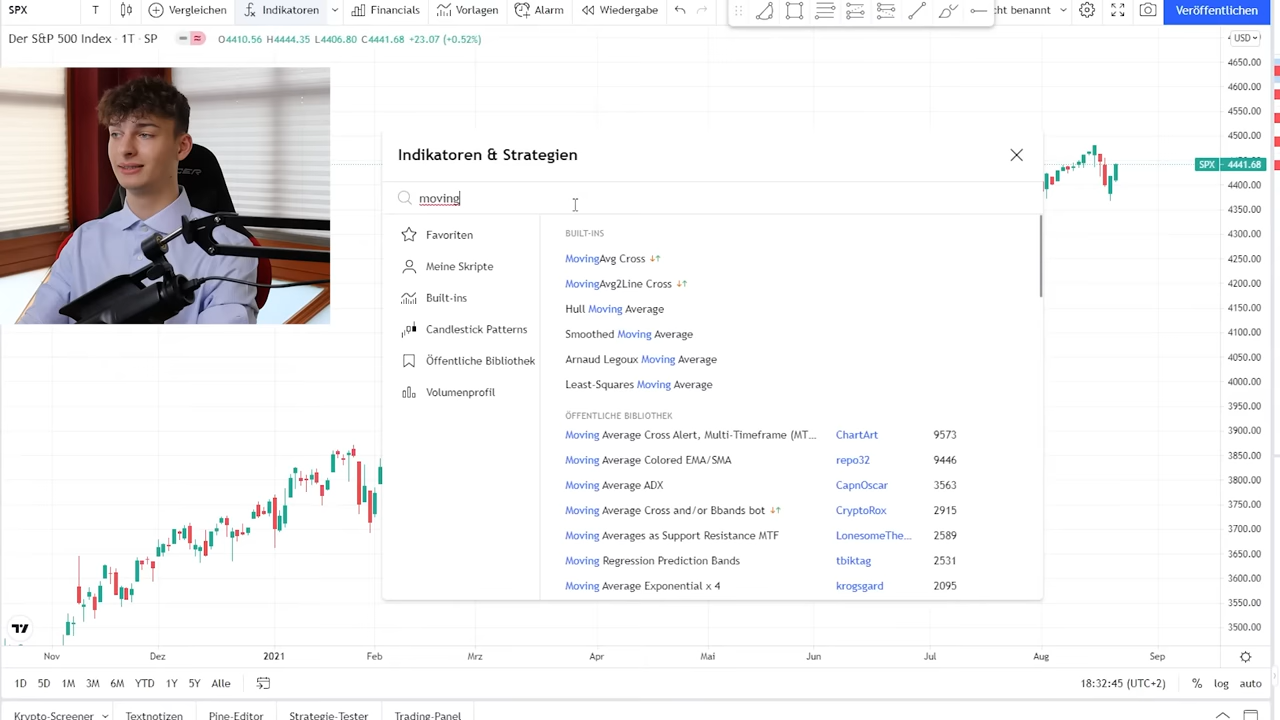 SPX T Vergleichen Indikatoren Financials Vorlagen Alarm Wiedergabe cht benannt Veröffentlichen
Der S&P 500 Index · 1T · SP O4410.56 H4444.35 L4406.80 C4441.68 +23.07 (+0.52%)
USD
4650.00
4600.00
4550.00
4500.00
SPX 4441.68
4400.00
4350.00
4300.00
4250.00
4200.00
4150.00
4100.00
4050.00
4000.00
3950.00
3900.00
3850.00
3800.00
3750.00
3700.00
3650.00
3600.00
3550.00
3500.00
Indikatoren & Strategien
moving
Favoriten
Meine Skripte
Built-ins
Candlestick Patterns
Öffentliche Bibliothek
Volumenprofil
BUILT-INS
MovingAvg Cross
MovingAvg2Line Cross
Hull Moving Average
Smoothed Moving Average
Arnaud Legoux Moving Average
Least-Squares Moving Average
ÖFFENTLICHE BIBLIOTHEK
Moving Average Cross Alert, Multi-Timeframe (MT... ChartArt 9573
Moving Average Colored EMA/SMA repo32 9446
Moving Average ADX CapnOscar 3563
Moving Average Cross and/or Bbands bot CryptoRox 2915
Moving Averages as Support Resistance MTF LonesomeThe... 2589
Moving Regression Prediction Bands tbiktag 2531
Moving Average Exponential x 4 krogsgard 2095
Nov Dez 2021 Feb Mrz Apr Mai Jun Jul Aug Sep
1D 5D 1M 3M 6M YTD 1Y 5Y Alle 18:32:45 (UTC+2) % log auto
Krypto-Screener Textnotizen Pine-Editor Strategie-Tester Trading-Panel